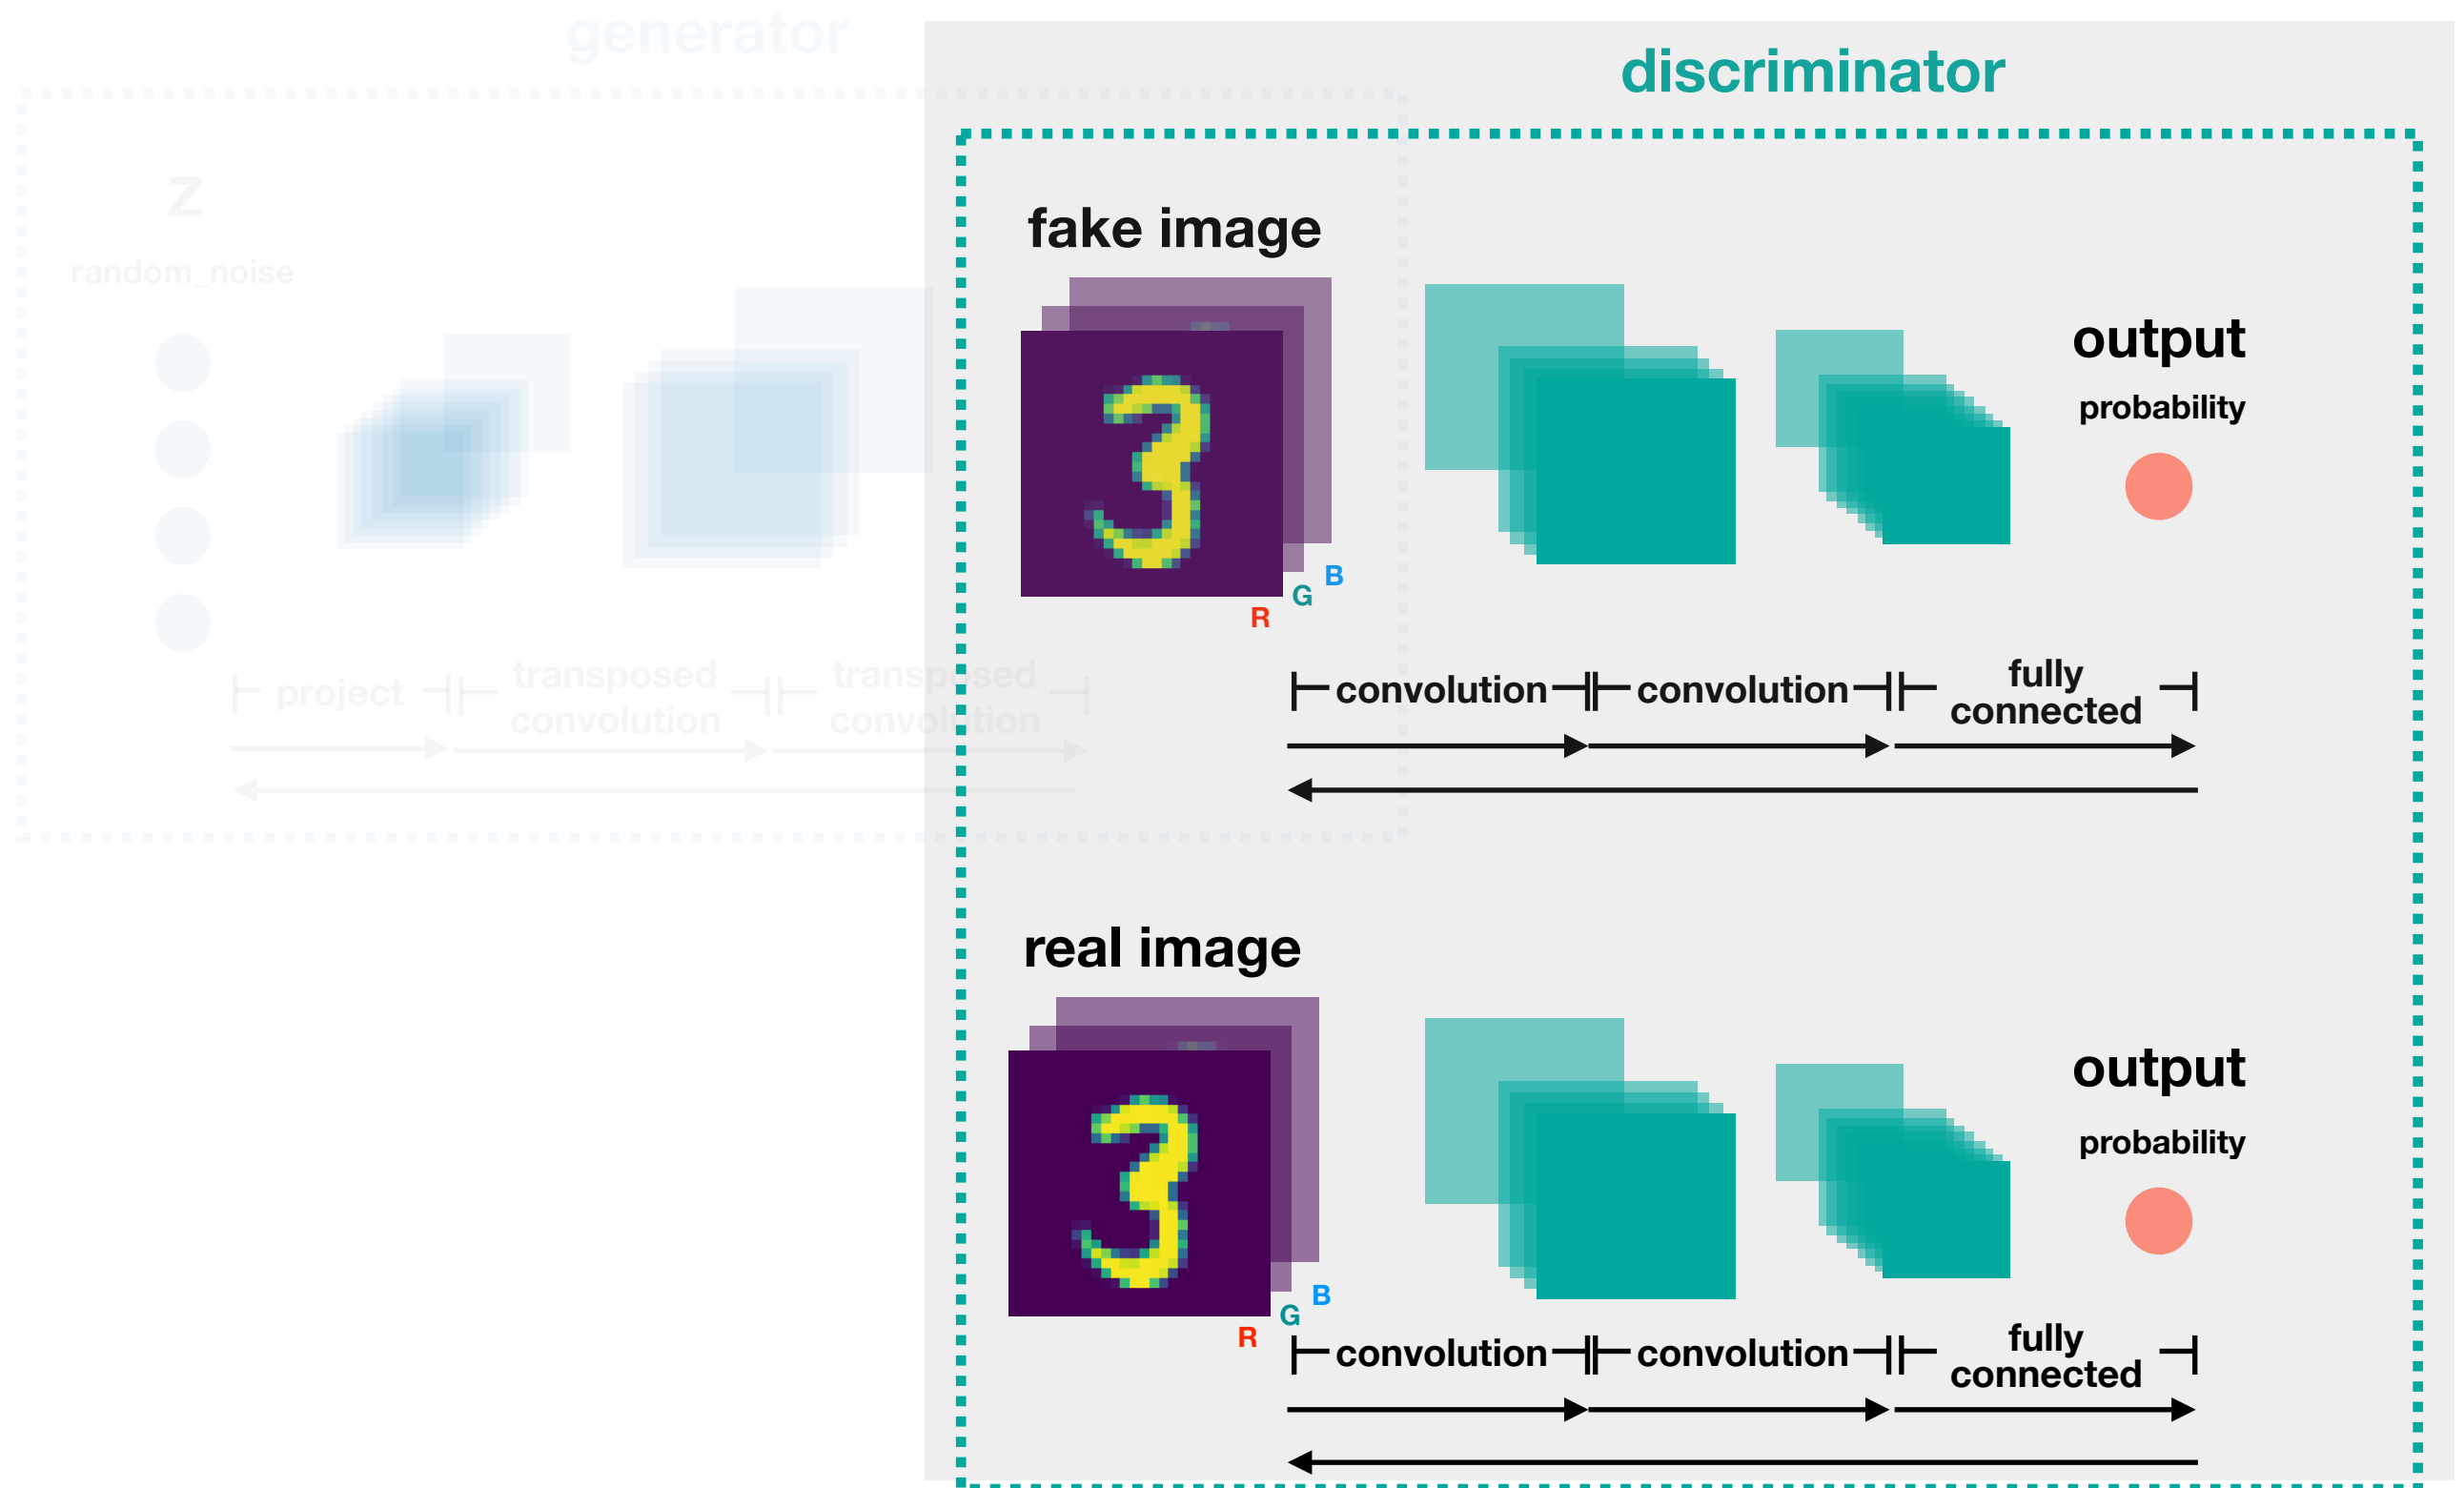 generator
discriminator
z
random_noise
fake image
output
probability
B
G
R
project
transposed
convolution
transposed
convolution
convolution
convolution
fully
connected
real image
output
probability
B
G
R
convolution
convolution
fully
connected